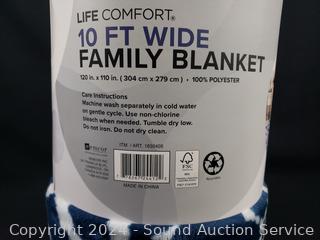 LIFE COMFORT®
10 FT WIDE
FAMILY BLANKET
120 in. x 110 in. (304 cm x 279 cm) • 100% POLYESTER
Care Instructions
Machine wash separately in cold water
on gentle cycle. Use non-chlorine
bleach when needed. Tumble dry low.
Do not iron. Do not dry clean.
ITM. / ART. 1698406
FSC
MIX
MADE IN CHINA
Copyright 2024 - Sound Auction Service